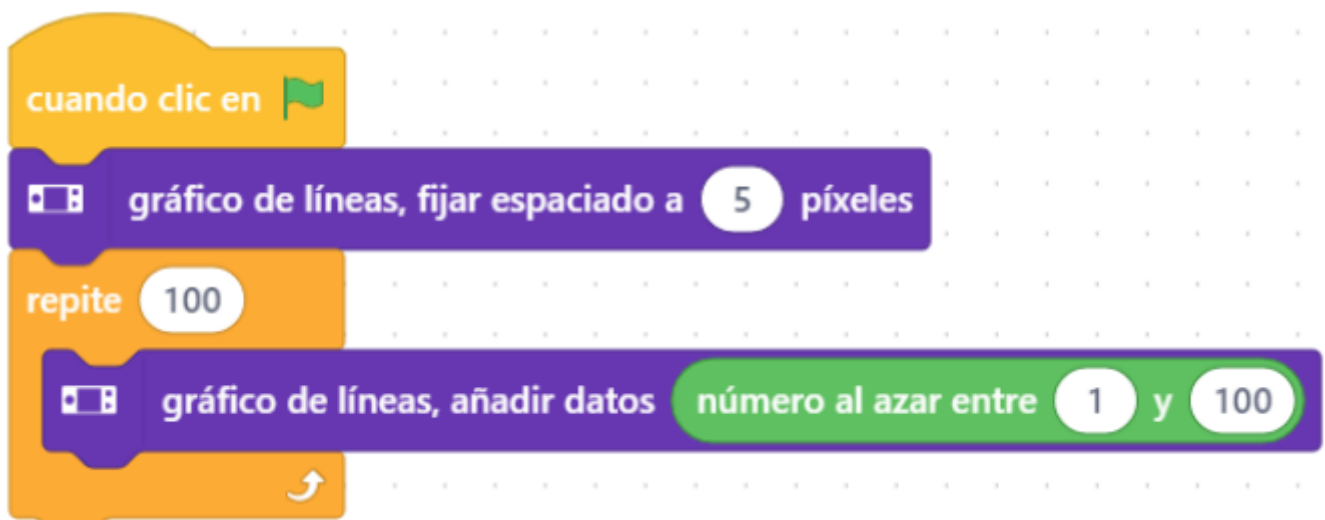 cuando clic en
gráfico de líneas, fijar espaciado a 5 píxeles
repite 100
gráfico de líneas, añadir datos número al azar entre 1 y 100